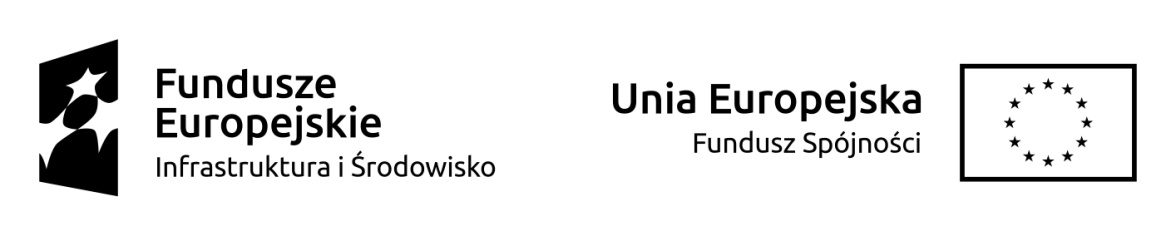 Fundusze
Europejskie
Infrastruktura i Środowisko
Unia Europejska
Fundusz Spójności